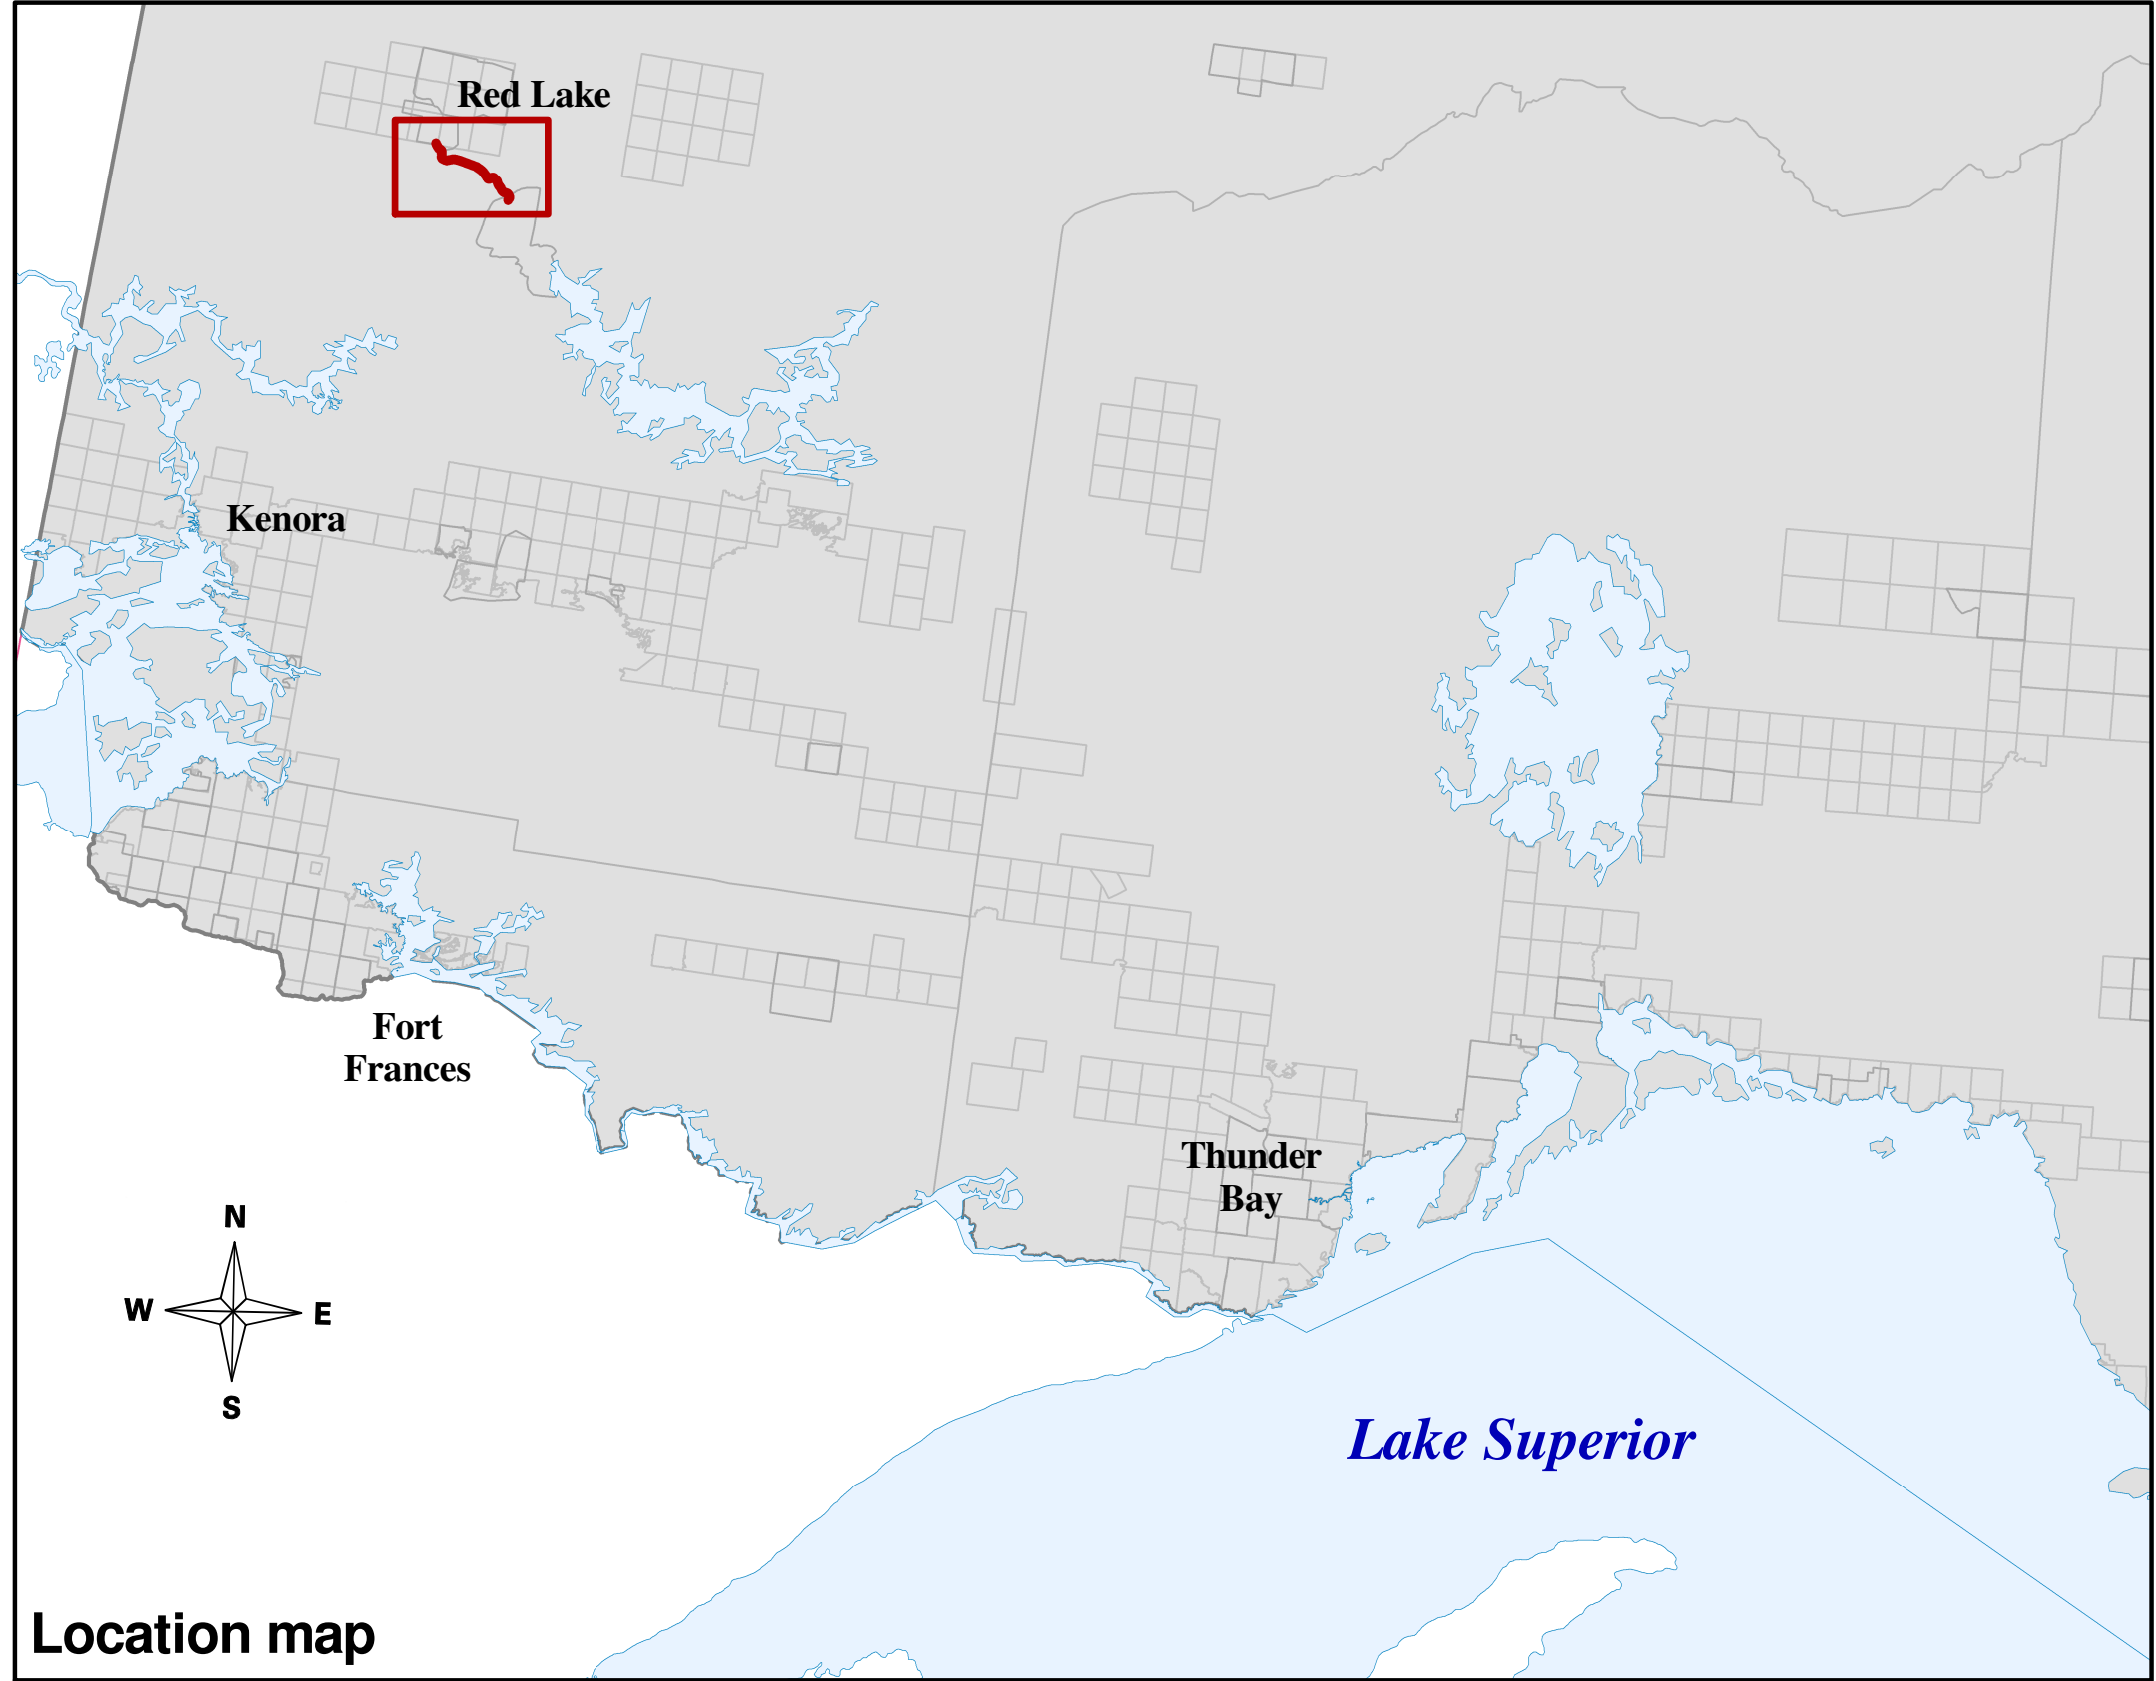 Red Lake
Kenora
Fort
Frances
Thunder
Bay
N
W
E
S
Lake Superior
Location map